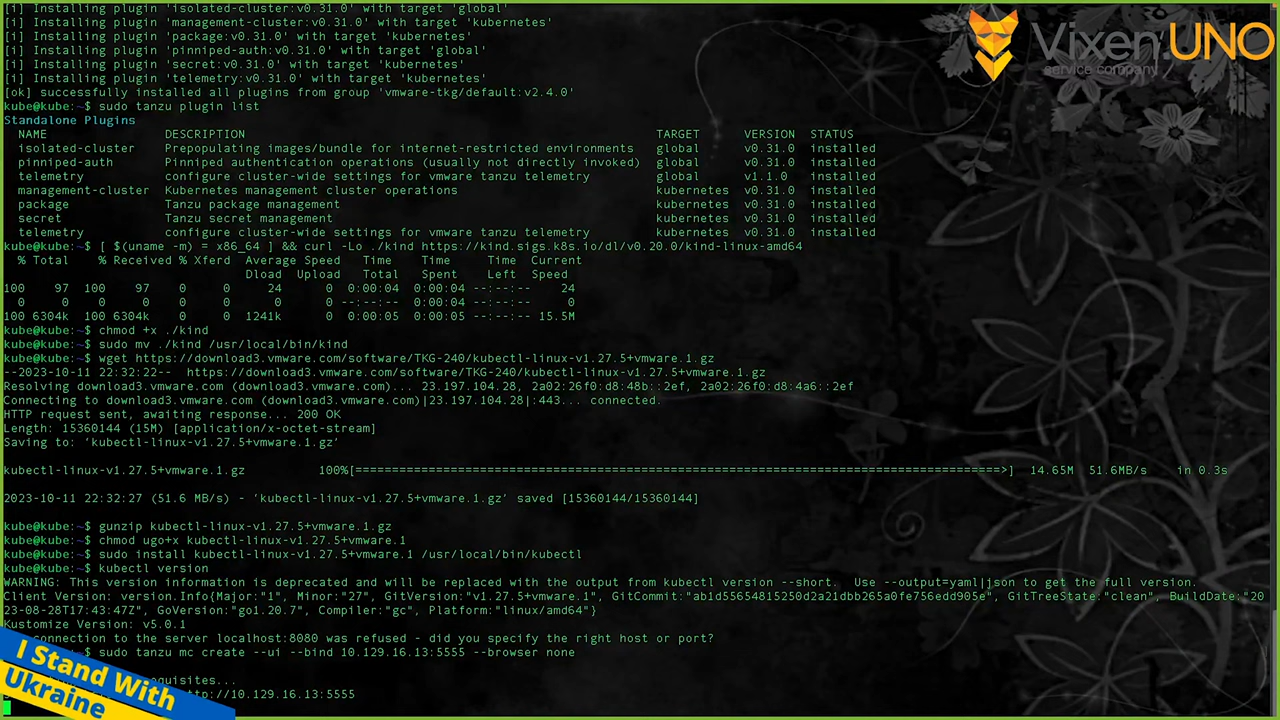 [i] Installing plugin 'isolated-cluster:v0.31.0' with target 'global'
[i] Installing plugin 'management-cluster:v0.31.0' with target 'kubernetes'
[i] Installing plugin 'package:v0.31.0' with target 'kubernetes'
[i] Installing plugin 'pinniped-auth:v0.31.0' with target 'global'
[i] Installing plugin 'secret:v0.31.0' with target 'kubernetes'
[i] Installing plugin 'telemetry:v0.31.0' with target 'kubernetes'
[ok] successfully installed all plugins from group 'vmware-tkg/default:v2.4.0'
kube@kube:~$ sudo tanzu plugin list
Standalone Plugins
NAME DESCRIPTION TARGET VERSION STATUS
isolated-cluster Prepopulating images/bundle for internet-restricted environments global v0.31.0 installed
pinniped-auth Pinniped authentication operations (usually not directly invoked) global v0.31.0 installed
telemetry configure cluster-wide settings for vmware tanzu telemetry global v1.1.0 installed
management-cluster Kubernetes management cluster operations kubernetes v0.31.0 installed
package Tanzu package management kubernetes v0.31.0 installed
secret Tanzu secret management kubernetes v0.31.0 installed
telemetry configure cluster-wide settings for vmware tanzu telemetry kubernetes v0.31.0 installed
kube@kube:~$ [ $(uname -m) = x86_64 ] && curl -Lo ./kind https://kind.sigs.k8s.io/dl/v0.20.0/kind-linux-amd64
% Total % Received % Xferd Average Speed Time Time Time Current
Dload Upload Total Spent Left Speed
100 97 100 97 0 0 24 0 0:00:04 0:00:04 --:--:-- 24
0 0 0 0 0 0 0 0 --:--:-- 0:00:04 --:--:-- 0
100 6304k 100 6304k 0 0 1241k 0 0:00:05 0:00:05 --:--:-- 15.5M
kube@kube:~$ chmod +x ./kind
kube@kube:~$ sudo mv ./kind /usr/local/bin/kind
kube@kube:~$ wget https://download3.vmware.com/software/TKG-240/kubectl-linux-v1.27.5+vmware.1.gz
--2023-10-11 22:32:22-- https://download3.vmware.com/software/TKG-240/kubectl-linux-v1.27.5+vmware.1.gz
Resolving download3.vmware.com (download3.vmware.com)... 23.197.104.28, 2a02:26f0:d8:48b::2ef, 2a02:26f0:d8:4a6::2ef
Connecting to download3.vmware.com (download3.vmware.com)|23.197.104.28|:443... connected.
HTTP request sent, awaiting response... 200 OK
Length: 15360144 (15M) [application/x-octet-stream]
Saving to: ‘kubectl-linux-v1.27.5+vmware.1.gz’
kubectl-linux-v1.27.5+vmware.1.gz 100%[=========================================================================================>] 14.65M 51.6MB/s in 0.3s
2023-10-11 22:32:27 (51.6 MB/s) - ‘kubectl-linux-v1.27.5+vmware.1.gz’ saved [15360144/15360144]
kube@kube:~$ gunzip kubectl-linux-v1.27.5+vmware.1.gz
kube@kube:~$ chmod ugo+x kubectl-linux-v1.27.5+vmware.1
kube@kube:~$ sudo install kubectl-linux-v1.27.5+vmware.1 /usr/local/bin/kubectl
kube@kube:~$ kubectl version
WARNING: This version information is deprecated and will be replaced with the output from kubectl version --short. Use --output=yaml|json to get the full version.
Client Version: version.Info{Major:"1", Minor:"27", GitVersion:"v1.27.5+vmware.1", GitCommit:"ab1d55654815250d2a21dbb265a0fe756edd905e", GitTreeState:"clean", BuildDate:"20
23-08-28T17:43:47Z", GoVersion:"go1.20.7", Compiler:"gc", Platform:"linux/amd64"}
Kustomize Version: v5.0.1
connection to the server localhost:8080 was refused - did you specify the right host or port?
sudo tanzu mc create --ui --bind 10.129.16.13:5555 --browser none
://10.129.16.13:5555
Vixen UNO
service company
I Stand With
Ukraine